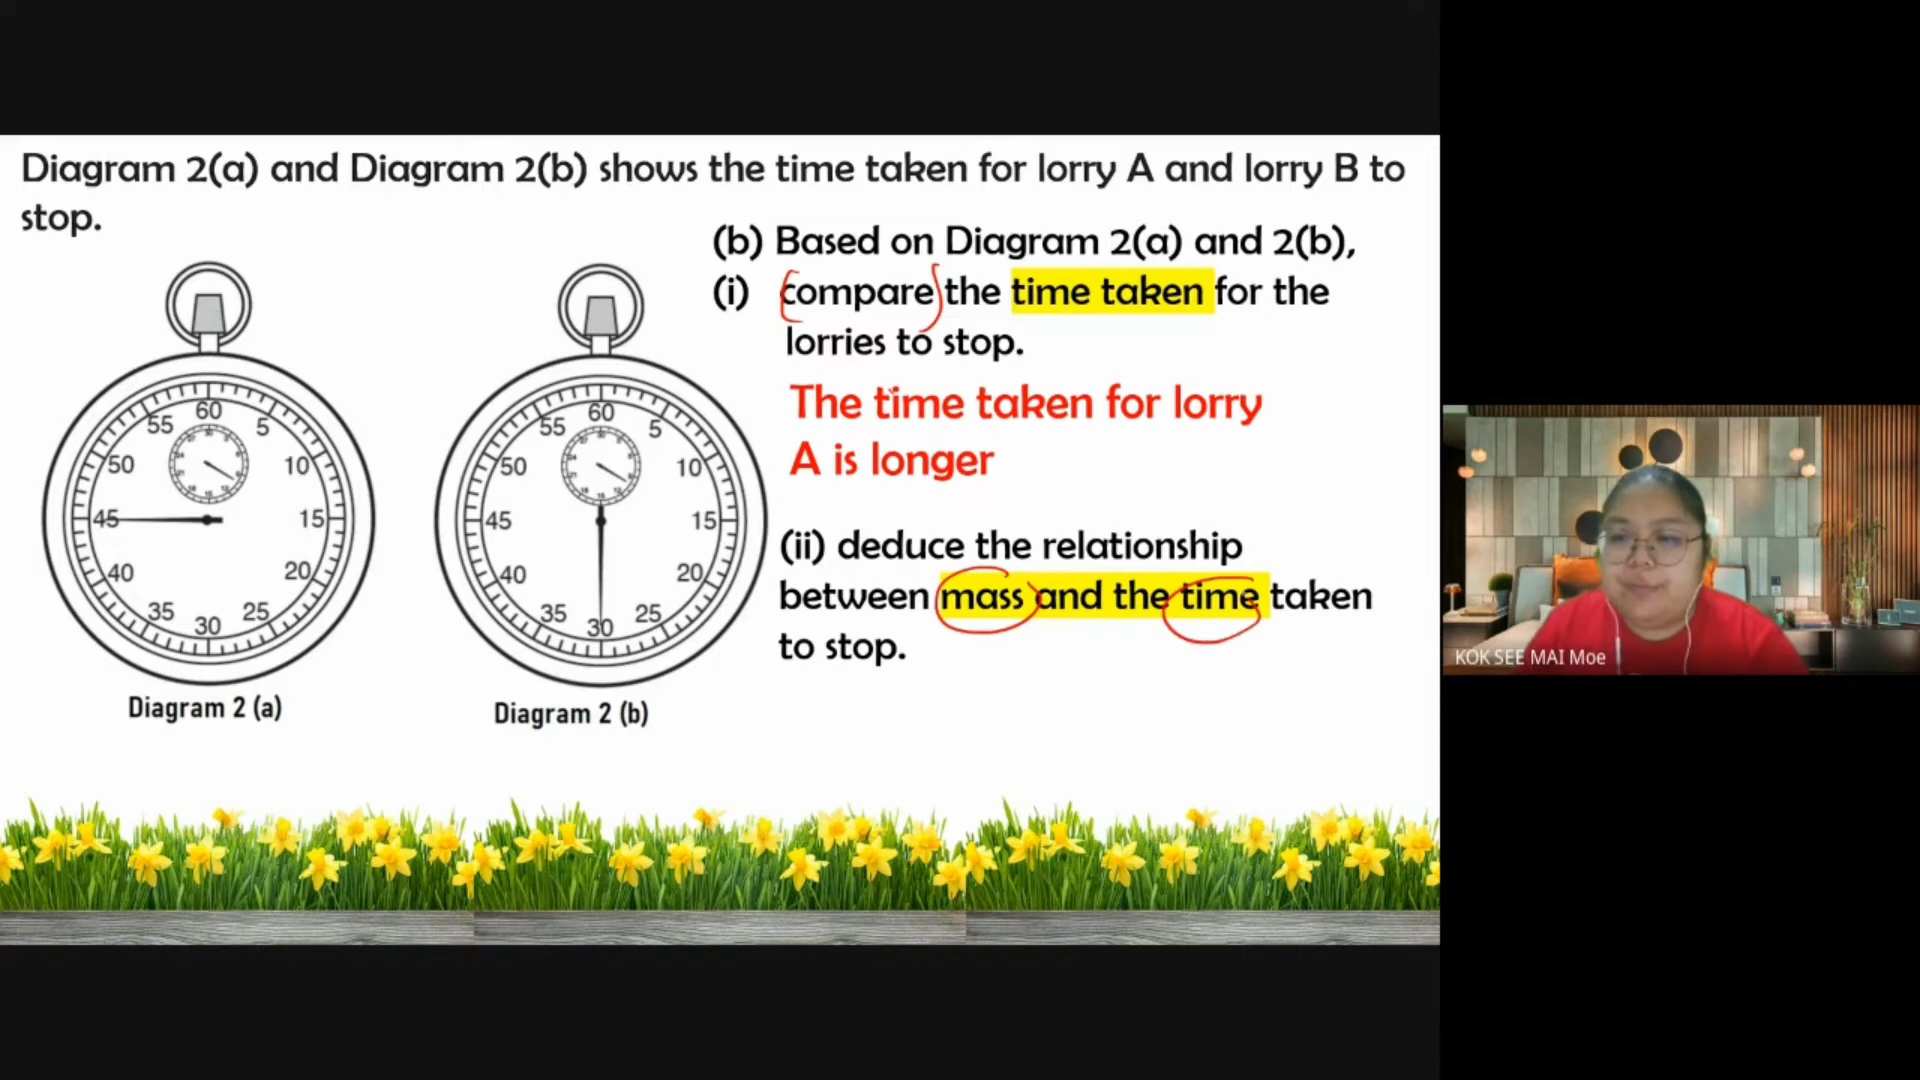 Diagram 2(a) and Diagram 2(b) shows the time taken for lorry A and lorry B to
stop.
(b) Based on Diagram 2(a) and 2(b),
(i) compare the time taken for the
lorries to stop.
The time taken for lorry
A is longer
(ii) deduce the relationship
between mass and the time taken
to stop.
60
5
10
15
20
25
30
35
40
45
50
55
Diagram 2 (a)
60
5
10
15
20
25
30
35
40
45
50
55
Diagram 2 (b)
KOK SEE MAI Moe